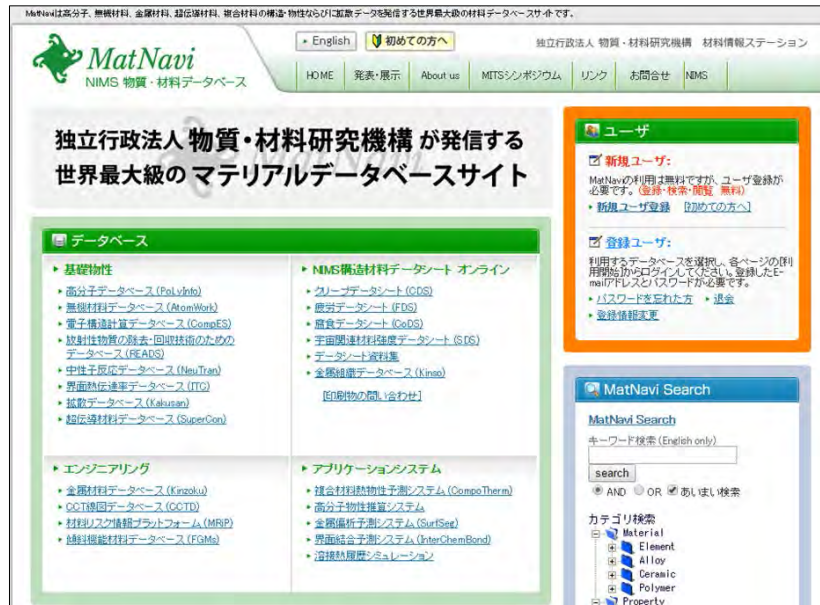 MatNaviは高分子、無機材料、金属材料、超伝導材料、複合材料の構造・物性ならびに拡散データを発信する世界最大級の材料データベースサイトです。
MatNavi
NIMS 物質・材料データベース
English
初めての方へ
独立行政法人 物質・材料研究機構 材料情報ステーション
HOME
発表・展示
About us
MITSシンポジウム
リンク
お問合せ
NIMS
独立行政法人 物質・材料研究機構 が発信する
世界最大級の マテリアルデータベースサイト
データベース
基礎物性
高分子データベース(PoLyInfo)
無機材料データベース(AtomWork)
電子構造計算データベース(CompES)
放射性物質の除去・回収技術のための
データベース(READS)
中性子反応データベース(NeuTran)
界面熱伝達率データベース(ITC)
拡散データベース(Kakusan)
超伝導材料データベース(SuperCon)
NIMS構造材料データシート オンライン
クリープデータシート(CDS)
疲労データシート(FDS)
腐食データシート(CoDS)
宇宙関連材料強度データシート(SDS)
データシート資料集
金属組織データベース(Kinso)
[印刷物の問い合わせ]
エンジニアリング
金属材料データベース(Kinzoku)
CCT線図データベース(CCTD)
材料リスク情報プラットフォーム(MRiP)
傾斜機能材料データベース(FGMs)
アプリケーションシステム
複合材料熱物性予測システム(CompoTherm)
高分子物性推算システム
金属偏析予測システム(SurfSeg)
界面結合予測システム(InterChemBond)
溶接熱履歴シミュレーション
ユーザ
新規ユーザ:
MatNaviの利用は無料ですが、ユーザ登録が
必要です。(登録・検索・閲覧 無料)
新規ユーザ登録 [初めての方へ]
登録ユーザ:
利用するデータベースを選択し、各ページの[利
用開始]からログインしてください。登録したE-
mailアドレスとパスワードが必要です。
パスワードを忘れた方 退会
登録情報変更
MatNavi Search
MatNavi Search
キーワード検索(English only)
search
AND OR あいまい検索
カテゴリ検索
Material
Element
Alloy
Ceramic
Polymer
Property